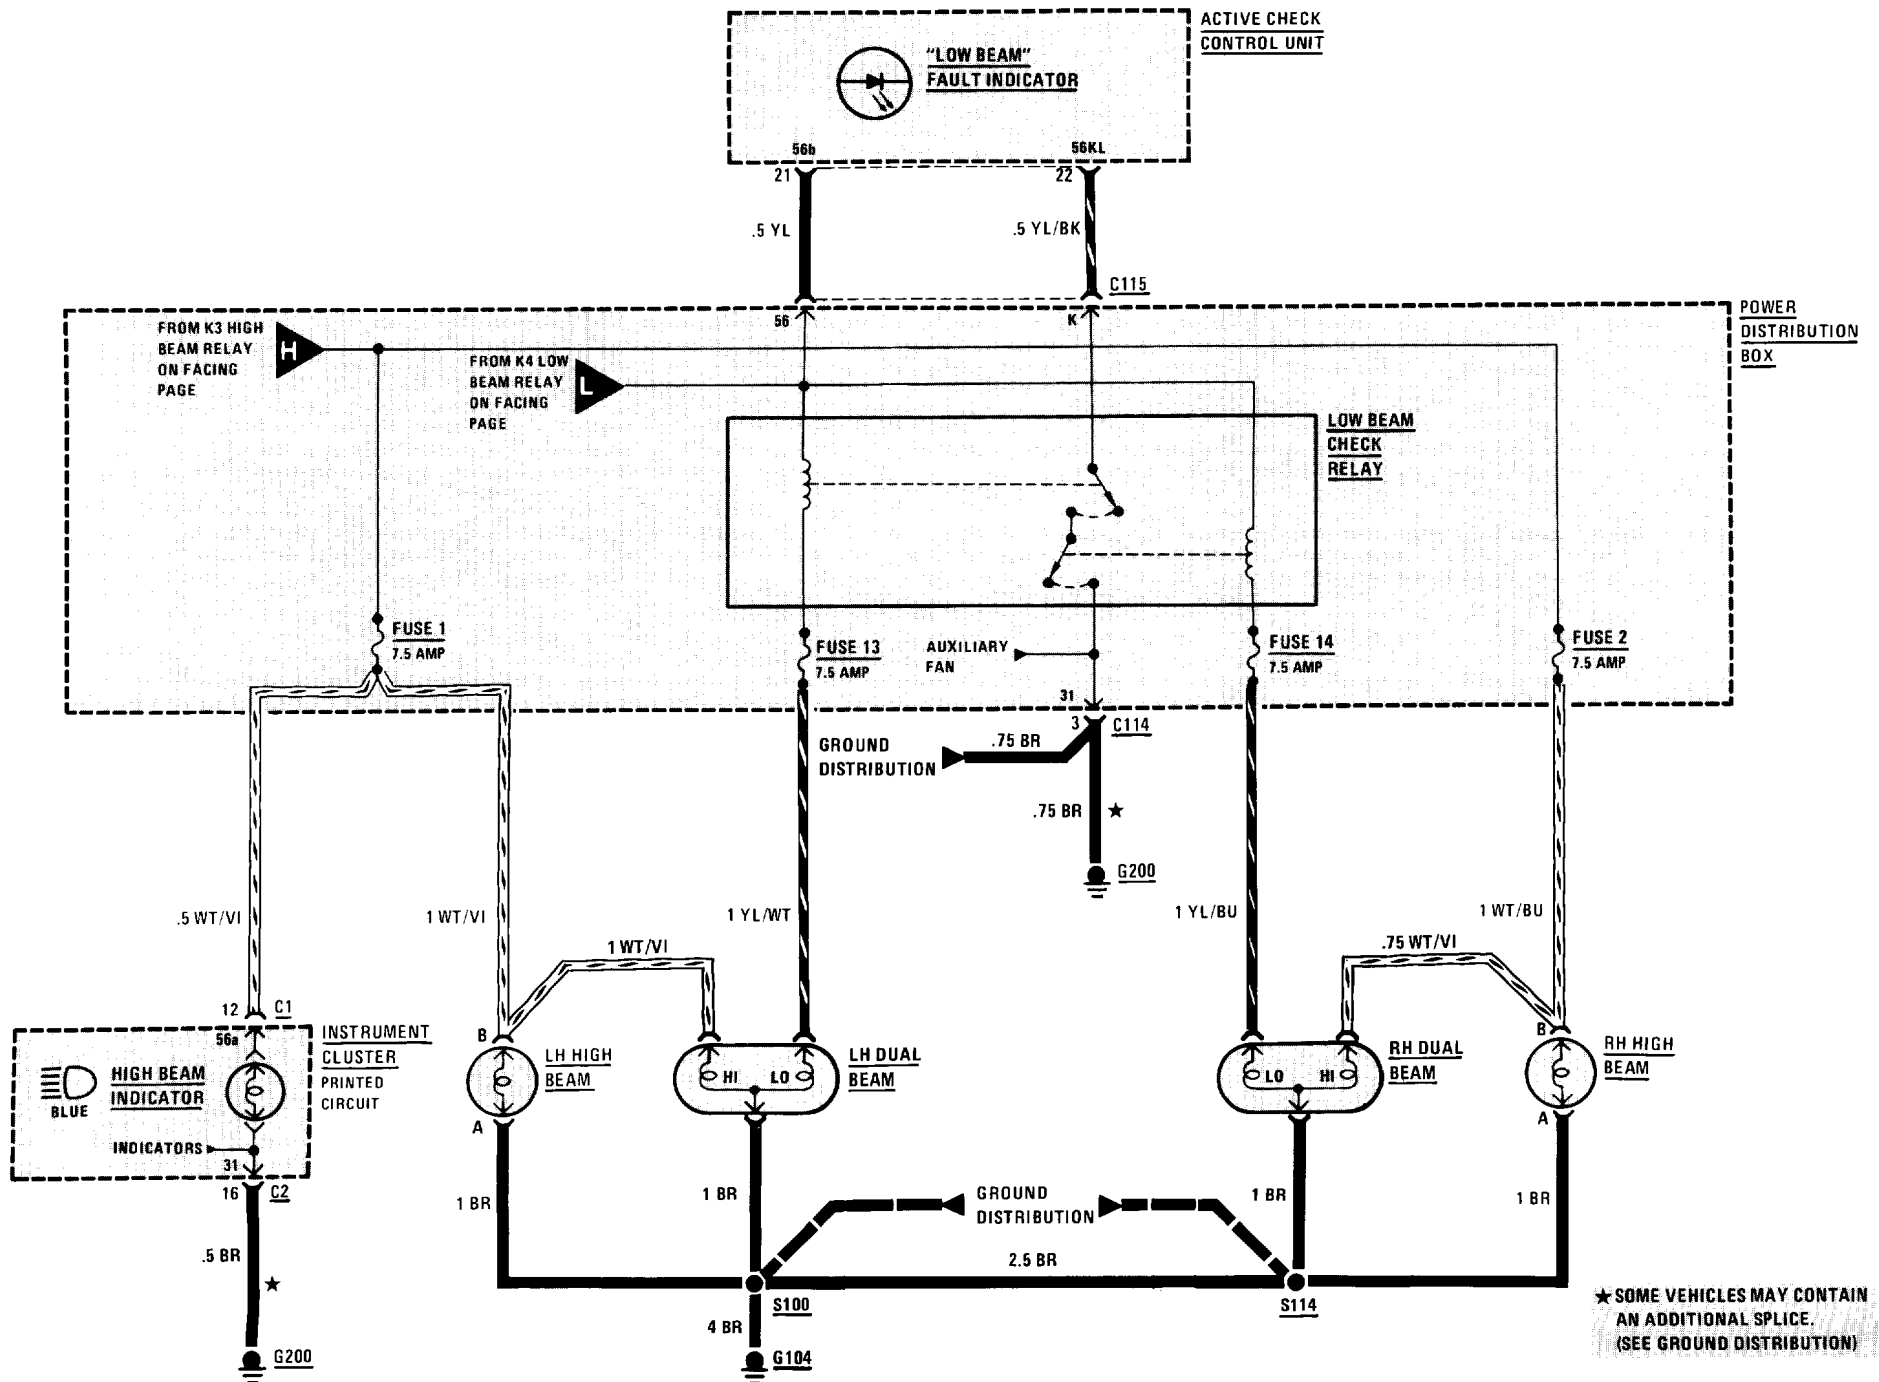 ACTIVE CHECK
CONTROL UNIT
"LOW BEAM"
FAULT INDICATOR
56b
56KL
21
22
.5 YL
.5 YL/BK
C115
56
K
POWER
DISTRIBUTION
BOX
FROM K3 HIGH
BEAM RELAY
ON FACING
PAGE
H
FROM K4 LOW
BEAM RELAY
ON FACING
PAGE
L
LOW BEAM
CHECK
RELAY
FUSE 1
7.5 AMP
FUSE 13
7.5 AMP
AUXILIARY
FAN
FUSE 14
7.5 AMP
FUSE 2
7.5 AMP
31
3
C114
GROUND
DISTRIBUTION
.75 BR
.75 BR ★
G200
.5 WT/VI
1 WT/VI
1 YL/WT
1 YL/BU
1 WT/BU
1 WT/VI
.75 WT/VI
12
C1
56a
INSTRUMENT
CLUSTER
PRINTED
CIRCUIT
HIGH BEAM
INDICATOR
BLUE
INDICATORS
31
16
C2
B
LH HIGH
BEAM
A
HI
LO
LH DUAL
BEAM
LO
HI
RH DUAL
BEAM
B
RH HIGH
BEAM
A
1 BR
1 BR
GROUND
DISTRIBUTION
1 BR
1 BR
.5 BR
★
2.5 BR
S100
S114
4 BR
G200
G104
★SOME VEHICLES MAY CONTAIN
AN ADDITIONAL SPLICE.
(SEE GROUND DISTRIBUTION)